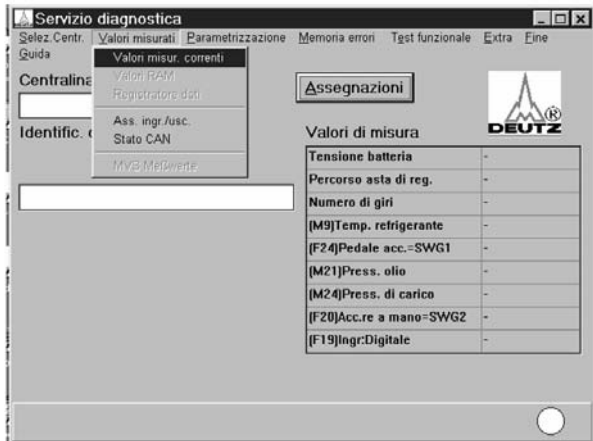 Servizio diagnostica
Selez.Centr. Valori misurati Parametrizzazione Memoria errori Test funzionale Extra Fine
Guida
Valori misur. correnti
Valori RAM
Registratore dati
Ass. ingr./usc.
Stato CAN
MVB Meßwerte
Centralina
Assegnazioni
DEUTZ ®
Identific.
Valori di misura
Tensione batteria -
Percorso asta di reg. -
Numero di giri -
(M9)Temp. refrigerante -
(F24)Pedale acc.=SWG1 -
(M21)Press. olio -
(M24)Press. di carico -
(F20)Acc.re a mano=SWG2 -
(F19)Ingr:Digitale -